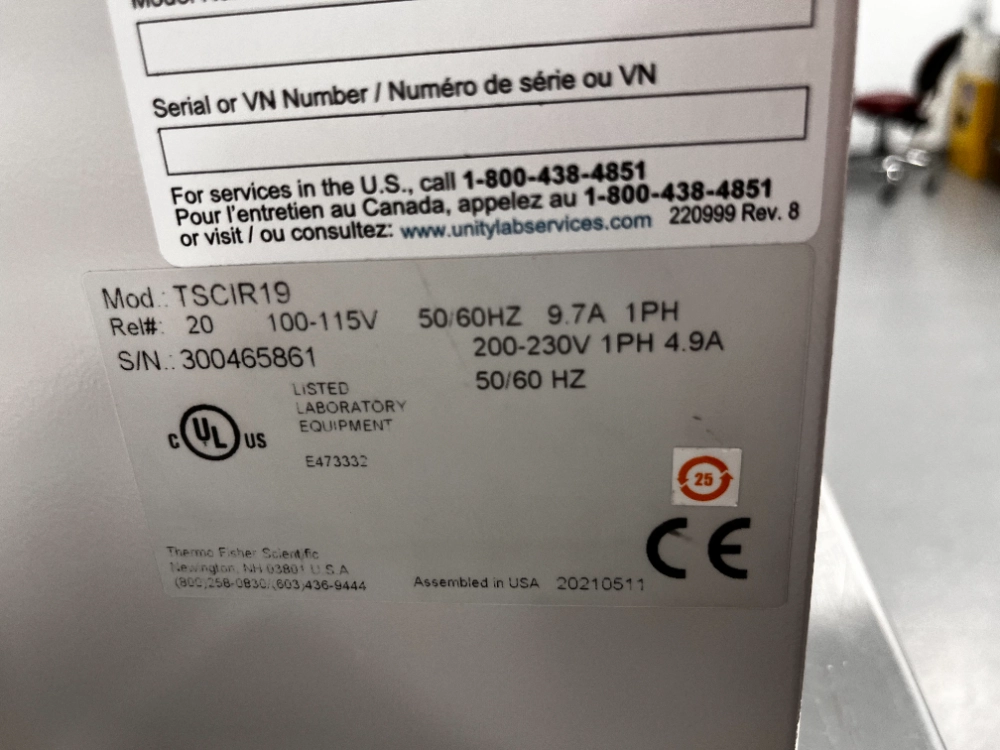 Serial or VN Number / Numéro de série ou VN
For services in the U.S., call 1-800-438-4851
Pour l'entretien au Canada, appelez au 1-800-438-4851
or visit / ou consultez: www.unitylabservices.com 220999 Rev. 8
Mod.: TSCIR19
Rel#: 20 100-115V 50/60HZ 9.7A 1PH
S/N.: 300465861 200-230V 1PH 4.9A
50/60 HZ
LISTED
LABORATORY
EQUIPMENT
C UL US
E473332
25
CE
Thermo Fisher Scientific
Newington, NH 03801 U.S.A
(800)258-0830/(603)436-9444 Assembled in USA 20210511